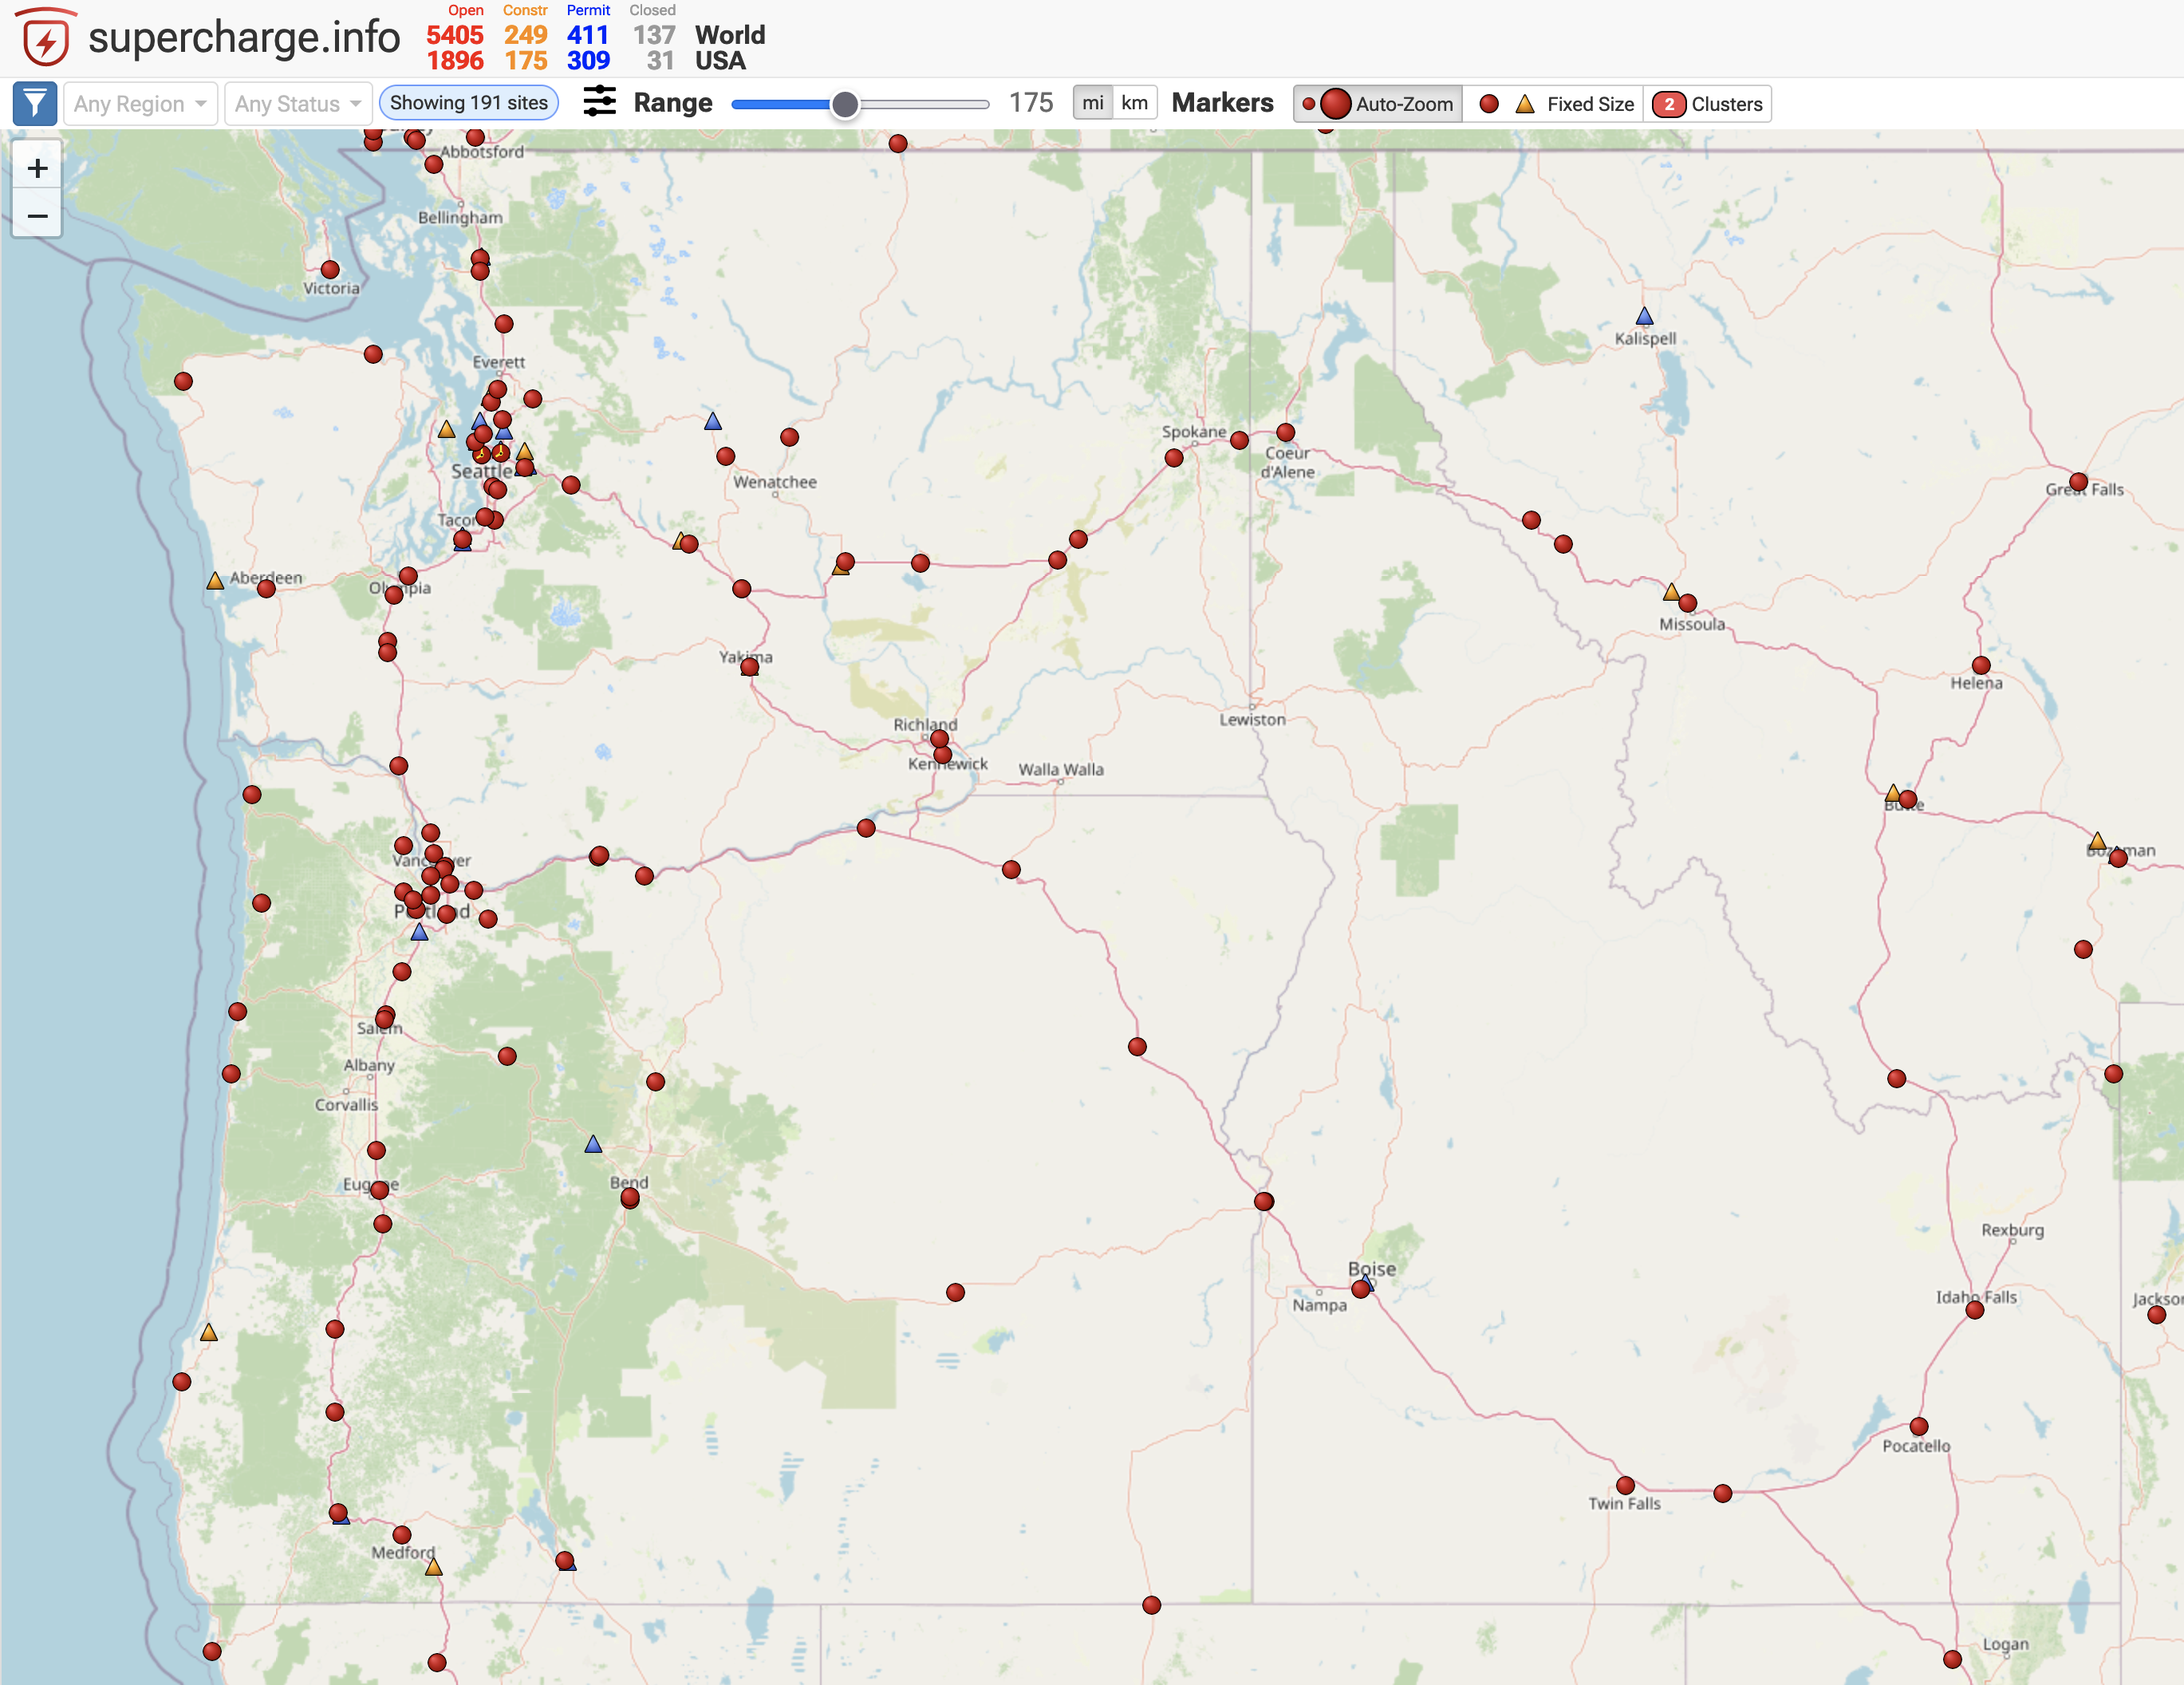 Open Constr Permit Closed
supercharge.info 5405 249 411 137 World
1896 175 309 31 USA
Any Region Any Status Showing 191 sites Range 175 mi km Markers Auto-Zoom Fixed Size 2 Clusters
+
−
Abbotsford
Bellingham
Victoria
Kalispell
Everett
Spokane
Coeur
d'Alene
Seattle
Wenatchee
Great Falls
Tacoma
Aberdeen
Olympia
Missoula
Yakima
Helena
Lewiston
Richland
Kennewick
Walla Walla
Butte
Vancouver
Bozeman
Portland
Salem
Albany
Corvallis
Eugene
Bend
Rexburg
Boise
Nampa
Idaho Falls
Jackson
Pocatello
Twin Falls
Medford
Logan